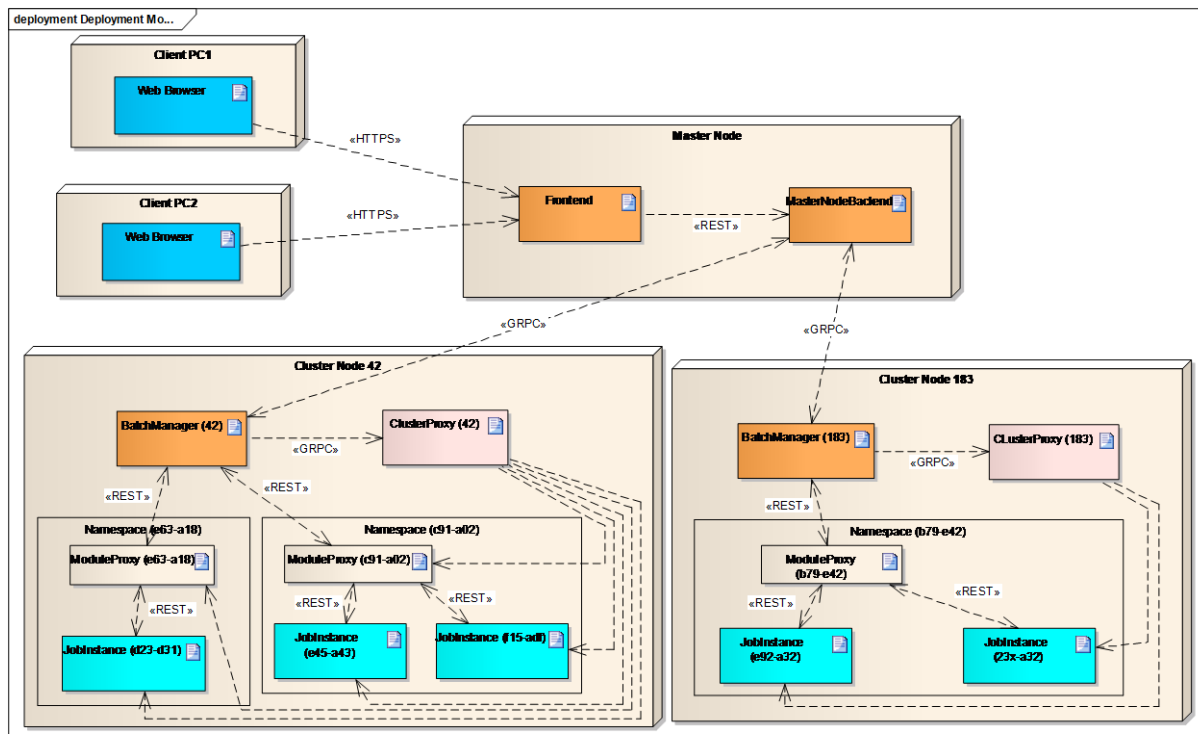 deployment Deployment Mo...
Client PC1
Web Browser
«HTTPS»
Master Node
Client PC2
Web Browser
«HTTPS»
Frontend
«REST»
MasterNodeBackend
«GRPC»
«GRPC»
Cluster Node 42
BatchManager (42)
«GRPC»
ClusterProxy (42)
«REST»
«REST»
Namespace (e63-a18)
ModuleProxy (e63-a18)
«REST»
JobInstance (d23-d31)
Namespace (c91-a02)
ModuleProxy (c91-a02)
«REST»
«REST»
JobInstance
(e45-a43)
JobInstance (f15-adf)
Cluster Node 183
BatchManager (183)
«GRPC»
CLusterProxy (183)
«REST»
Namespace (b79-e42)
ModuleProxy
(b79-e42)
«REST»
«REST»
JobInstance
(e92-a32)
JobInstance
(23x-a32)